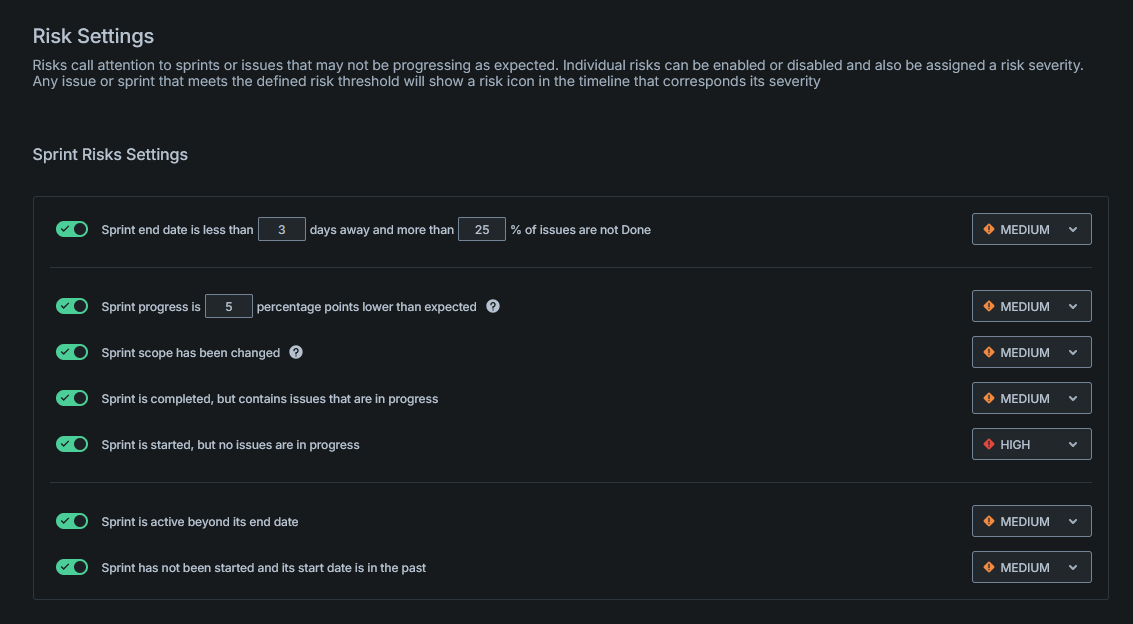 Risk Settings
Risks call attention to sprints or issues that may not be progressing as expected. Individual risks can be enabled or disabled and also be assigned a risk severity.
Any issue or sprint that meets the defined risk threshold will show a risk icon in the timeline that corresponds its severity
Sprint Risks Settings
Sprint end date is less than 3 days away and more than 25 % of issues are not Done MEDIUM
Sprint progress is 5 percentage points lower than expected ? MEDIUM
Sprint scope has been changed ? MEDIUM
Sprint is completed, but contains issues that are in progress MEDIUM
Sprint is started, but no issues are in progress HIGH
Sprint is active beyond its end date MEDIUM
Sprint has not been started and its start date is in the past MEDIUM